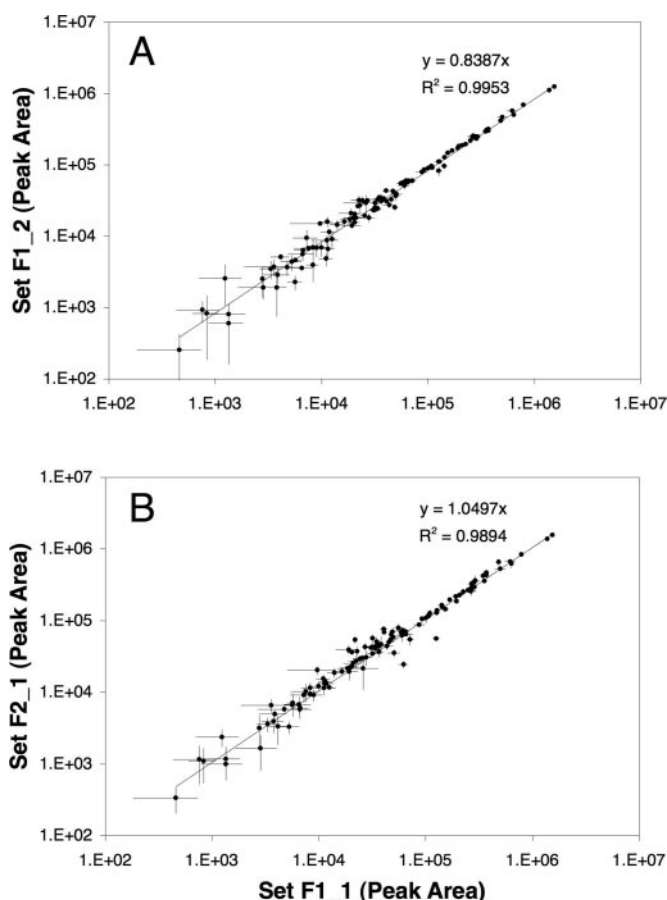 1.E+07
A
y = 0.8387x
R² = 0.9953
1.E+06
1.E+05
1.E+04
1.E+03
1.E+02
Set F1_2 (Peak Area)
1.E+02 1.E+03 1.E+04 1.E+05 1.E+06 1.E+07
1.E+07
B
y = 1.0497x
R² = 0.9894
1.E+06
1.E+05
1.E+04
1.E+03
1.E+02
Set F2_1 (Peak Area)
1.E+02 1.E+03 1.E+04 1.E+05 1.E+06 1.E+07
Set F1_1 (Peak Area)